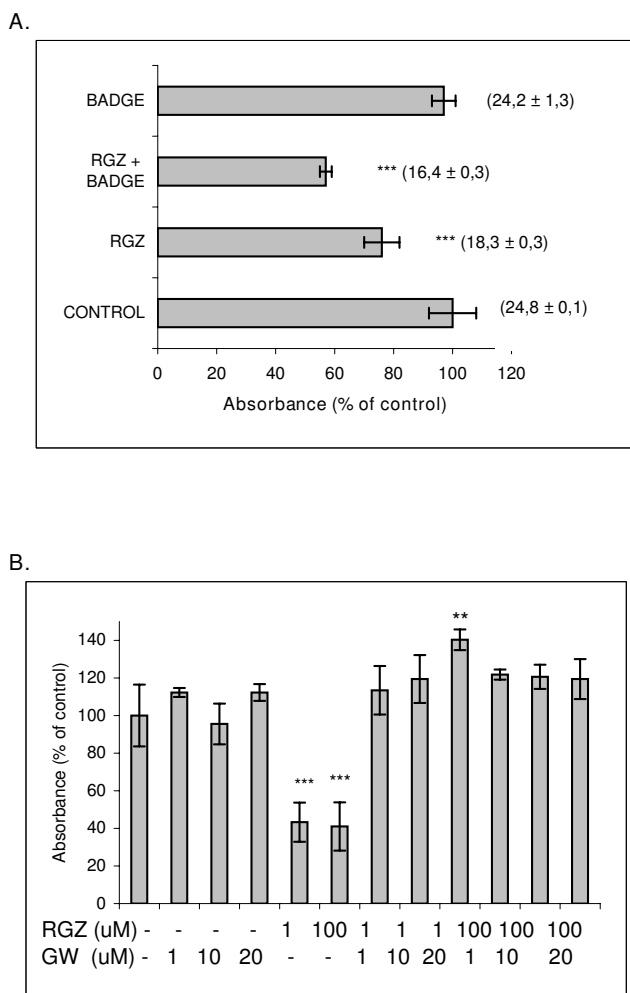 A.
BADGE
(24,2 ± 1,3)
RGZ +
BADGE
*** (16,4 ± 0,3)
RGZ
*** (18,3 ± 0,3)
CONTROL
(24,8 ± 0,1)
0 20 40 60 80 100 120
Absorbance (% of control)
B.
Absorbance (% of control)
140
120
100
80
60
40
20
0
**
*** ***
RGZ (uM) - - - - 1 100 1 1 1 100 100 100
GW (uM) - 1 10 20 - - 1 10 20 1 10 20